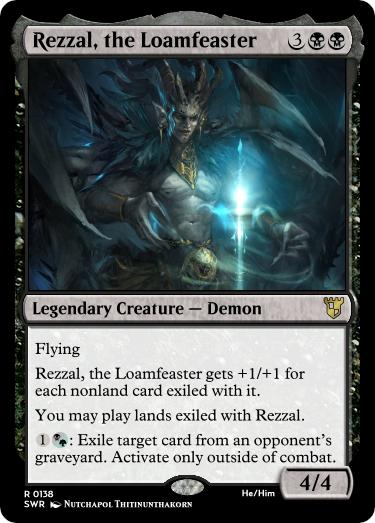 Rezzal, the Loamfeaster 3
Legendary Creature — Demon
Flying
Rezzal, the Loamfeaster gets +1/+1 for
each nonland card exiled with it.
You may play lands exiled with Rezzal.
1 : Exile target card from an opponent's
graveyard. Activate only outside of combat.
4/4
R 0138 He/Him
SWR Nutchapol Thitinunthakorn